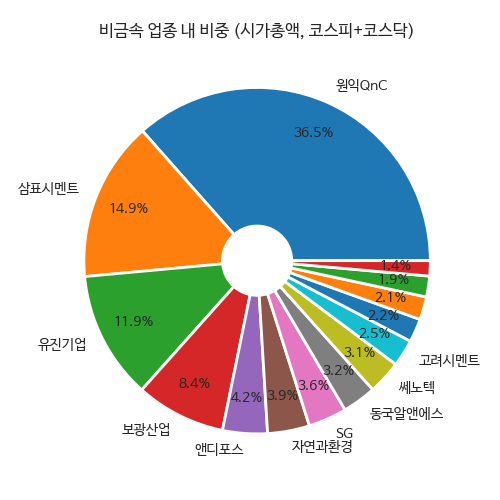 비금속 업종 내 비중 (시가총액, 코스피+코스닥)
원익QnC
36.5%
삼표시멘트
14.9%
유진기업
11.9%
보광산업
8.4%
앤디포스
4.2%
자연과환경
3.9%
SG
3.6%
동국알앤에스
3.2%
쎄노텍
3.1%
고려시멘트
2.5%
2.2%
2.1%
1.9%
1.4%